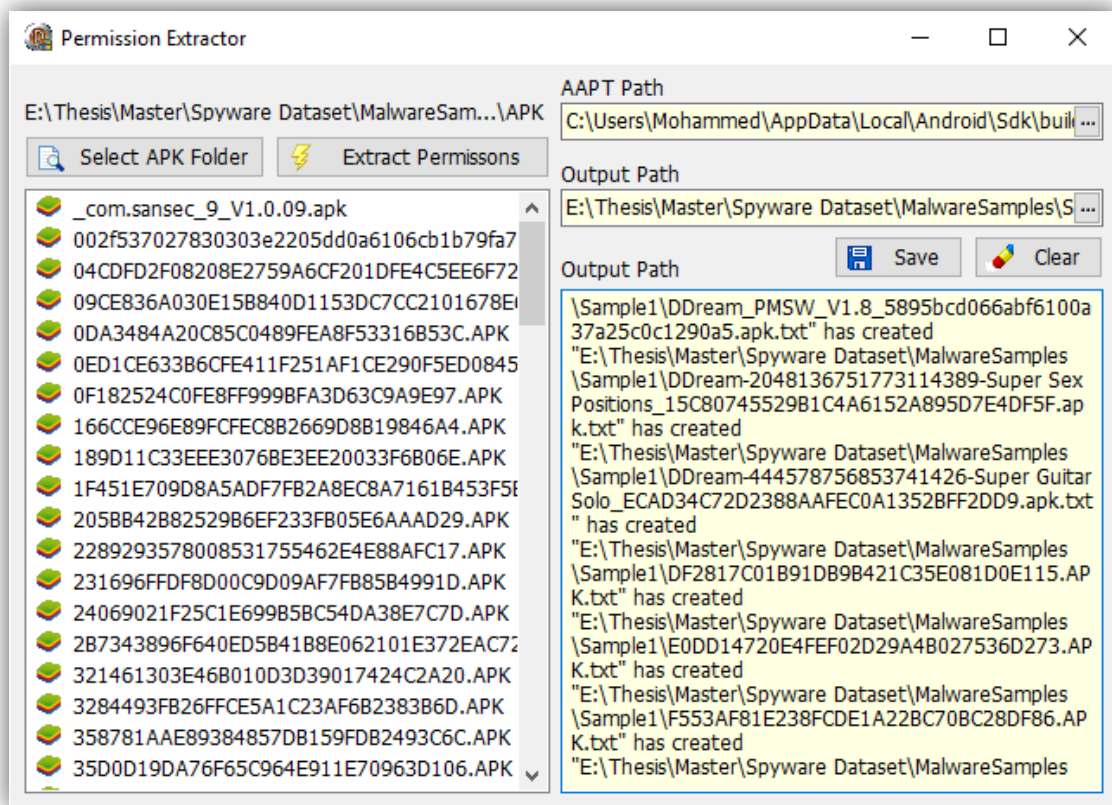 Permission Extractor
E:\Thesis\Master\Spyware Dataset\MalwareSam...\APK
Select APK Folder
Extract Permissons
_com.sansec_9_V1.0.09.apk
002f537027830303e2205dd0a6106cb1b79fa7
04CDFD2F08208E2759A6CF201DFE4C5EE6F72
09CE836A030E15B840D1153DC7CC2101678E
0DA3484A20C85C0489FEA8F53316B53C.APK
0ED1CE633B6CFE411F251AF1CE290F5ED0845
0F182524C0FE8FF999BFA3D63C9A9E97.APK
166CCE96E89FCFEC8B2669D8B19846A4.APK
189D11C33EEE3076BE3EE20033F6B06E.APK
1F451E709D8A5ADF7FB2A8EC8A7161B453F5
205BB42B82529B6EF233FB05E6AAAD29.APK
2289293578008531755462E4E88AFC17.APK
231696FFDF8D00C9D09AF7FB85B4991D.APK
24069021F25C1E699B5BC54DA38E7C7D.APK
2B7343896F640ED5B41B8E062101E372EAC72
321461303E46B010D3D39017424C2A20.APK
3284493FB26FFCE5A1C23AF6B2383B6D.APK
358781AAE89384857DB159FDB2493C6C.APK
35D0D19DA76F65C964E911E70963D106.APK
AAPT Path
C:\Users\Mohammed\AppData\Local\Android\Sdk\build ...
Output Path
E:\Thesis\Master\Spyware Dataset\MalwareSamples\S ...
Save
Clear
Output Path
\Sample1\DDream_PMSW_V1.8_5895bcd066abf6100a
37a25c0c1290a5.apk.txt" has created
"E:\Thesis\Master\Spyware Dataset\MalwareSamples
\Sample1\DDream-2048136751773114389-Super Sex
Positions_15C80745529B1C4A6152A895D7E4DF5F.ap
k.txt" has created
"E:\Thesis\Master\Spyware Dataset\MalwareSamples
\Sample1\DDream-4445787568537​41426-Super Guitar
Solo_ECAD34C72D2388AAFEC0A1352BFF2DD9.apk.txt
" has created
"E:\Thesis\Master\Spyware Dataset\MalwareSamples
\Sample1\DF2817C01B91DB9B421C35E081D0E115.AP
K.txt" has created
"E:\Thesis\Master\Spyware Dataset\MalwareSamples
\Sample1\E0DD14720E4FEF02D29A4B027536D273.AP
K.txt" has created
"E:\Thesis\Master\Spyware Dataset\MalwareSamples
\Sample1\F553AF81E238FCDE1A22BC70BC28DF86.AP
K.txt" has created
"E:\Thesis\Master\Spyware Dataset\MalwareSamples